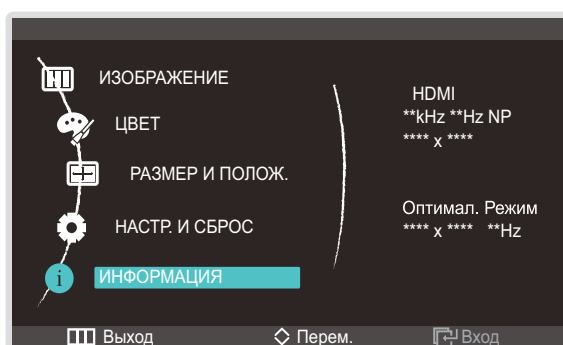 ИЗОБРАЖЕНИЕ
ЦВЕТ
РАЗМЕР И ПОЛОЖ.
НАСТР. И СБРОС
i ИНФОРМАЦИЯ
HDMI
**kHz **Hz NP
**** x ****
Оптимал. Режим
**** x **** **Hz
Выход Перем. Вход